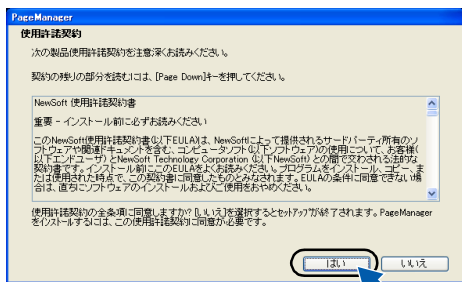 PageManager
使用許諾契約
次の製品使用許諾契約を注意深くお読みください。
契約の残りの部分を読むには、[Page Down]キーを押してください。
NewSoft 使用許諾契約書
重要 - インストール前に必ずお読みください
このNewSoft使用許諾契約書(以下EULA)は、NewSoftによって提供されるサードパーティ所有のソ
フトウェアや関連ドキュメントを含む、コンピュータソフト(以下ソフトウェア)の使用について、お客様(
以下エンドユーザ)とNewSoft Technology Corporation (以下NewSoft) との間で交わされる法的な
契約書です。インストール前にこのEULAをよくお読みください。プログラムをインストール、コピー、ま
たは使用された時点で、この契約書に同意したものとみなされます。EULAの条件に同意できない場
合は、直ちにソフトウェアのインストールおよびご使用をおやめください。
使用許諾契約の全条項に同意しますか?[いいえ]を選択するとセットアップが終了されます。PageManager
をインストールするには、この使用許諾契約に同意が必要です。
はい
いいえ